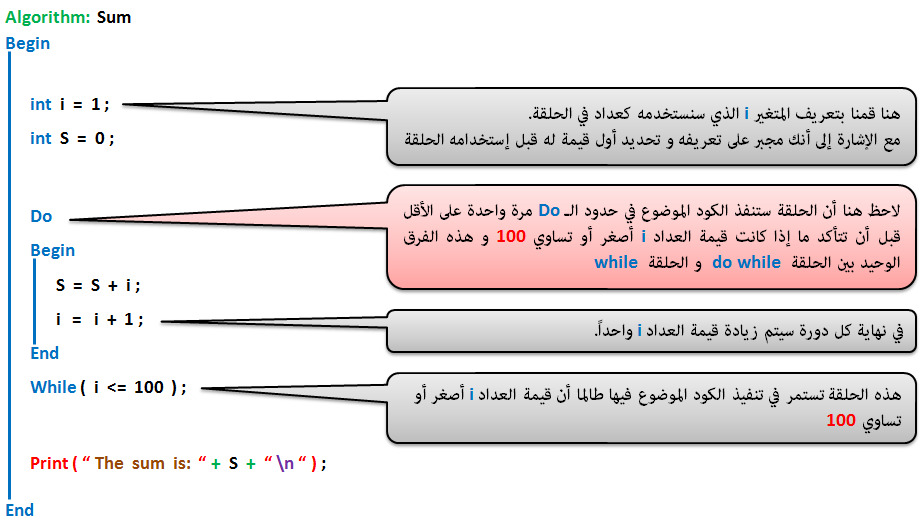 Algorithm: Sum
Begin
int i = 1 ;
هنا قمنا بتعريف المتغير i الذي سنستخدمه كعداد في الحلقة.
مع الإشارة إلى أنك مجبر على تعريفه و تحديد أول قيمة له قبل إستخدامه الحلقة
int S = 0 ;
Do
لاحظ هنا أن الحلقة ستنفذ الكود الموضوع في حدود الـ Do مرة واحدة على الأقل
قبل أن تتأكد ما إذا كانت قيمة العداد i أصغر أو تساوي 100 و هذه الفرق
الوحيد بين الحلقة do while و الحلقة while
Begin
S = S + i ;
i = i + 1 ;
في نهاية كل دورة سيتم زيادة قيمة العداد i واحداً.
End
While ( i <= 100 ) ;
هذه الحلقة تستمر في تنفيذ الكود الموضوع فيها طالما أن قيمة العداد i أصغر أو
تساوي 100
Print ( “ The sum is: “ + S + “ \n “ ) ;
End